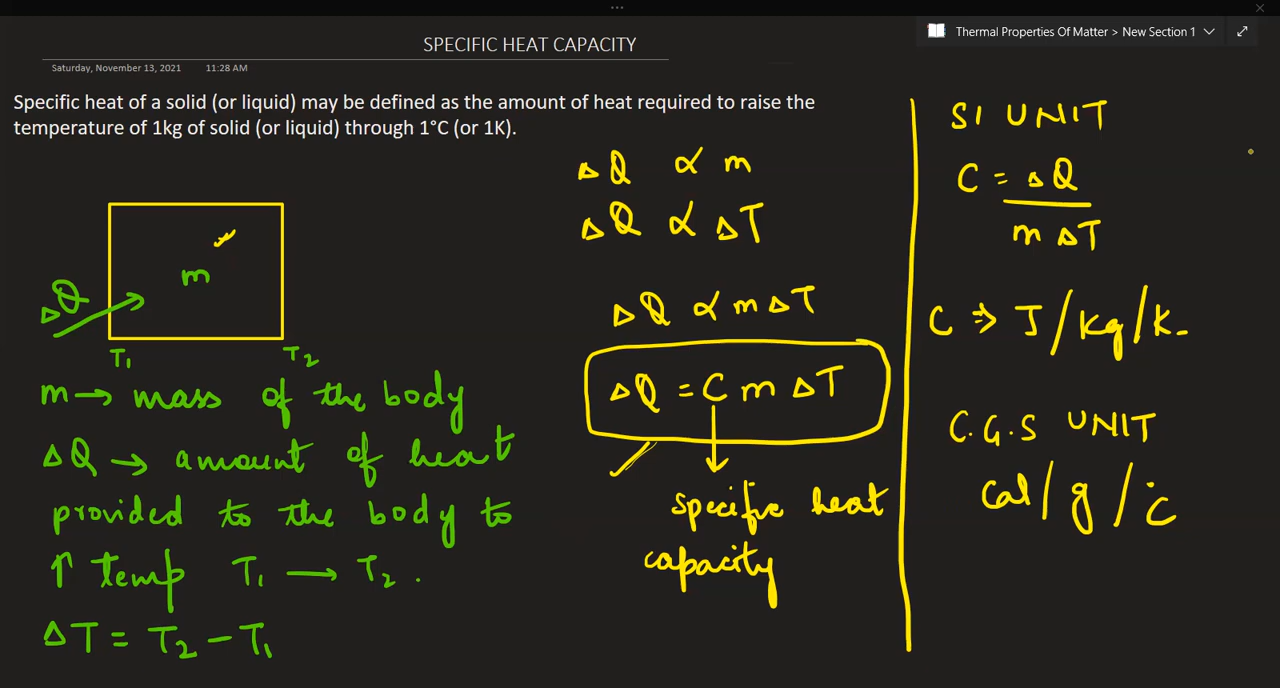 Thermal Properties Of Matter > New Section 1
SPECIFIC HEAT CAPACITY
Saturday, November 13, 2021 11:28 AM
Specific heat of a solid (or liquid) may be defined as the amount of heat required to raise the
temperature of 1kg of solid (or liquid) through 1°C (or 1K).
m
ΔQ
T₁
T₂
m → mass of the body
ΔQ → amount of heat
provided to the body to
↑ temp T₁ → T₂.
ΔT = T₂ - T₁
ΔQ ∝ m
ΔQ ∝ ΔT
ΔQ ∝ m ΔT
ΔQ = C m ΔT
specific heat
capacity
SI UNIT
C = ΔQ
m ΔT
C ⇒ J/kg/K.
C.G.S UNIT
Cal/g/°C